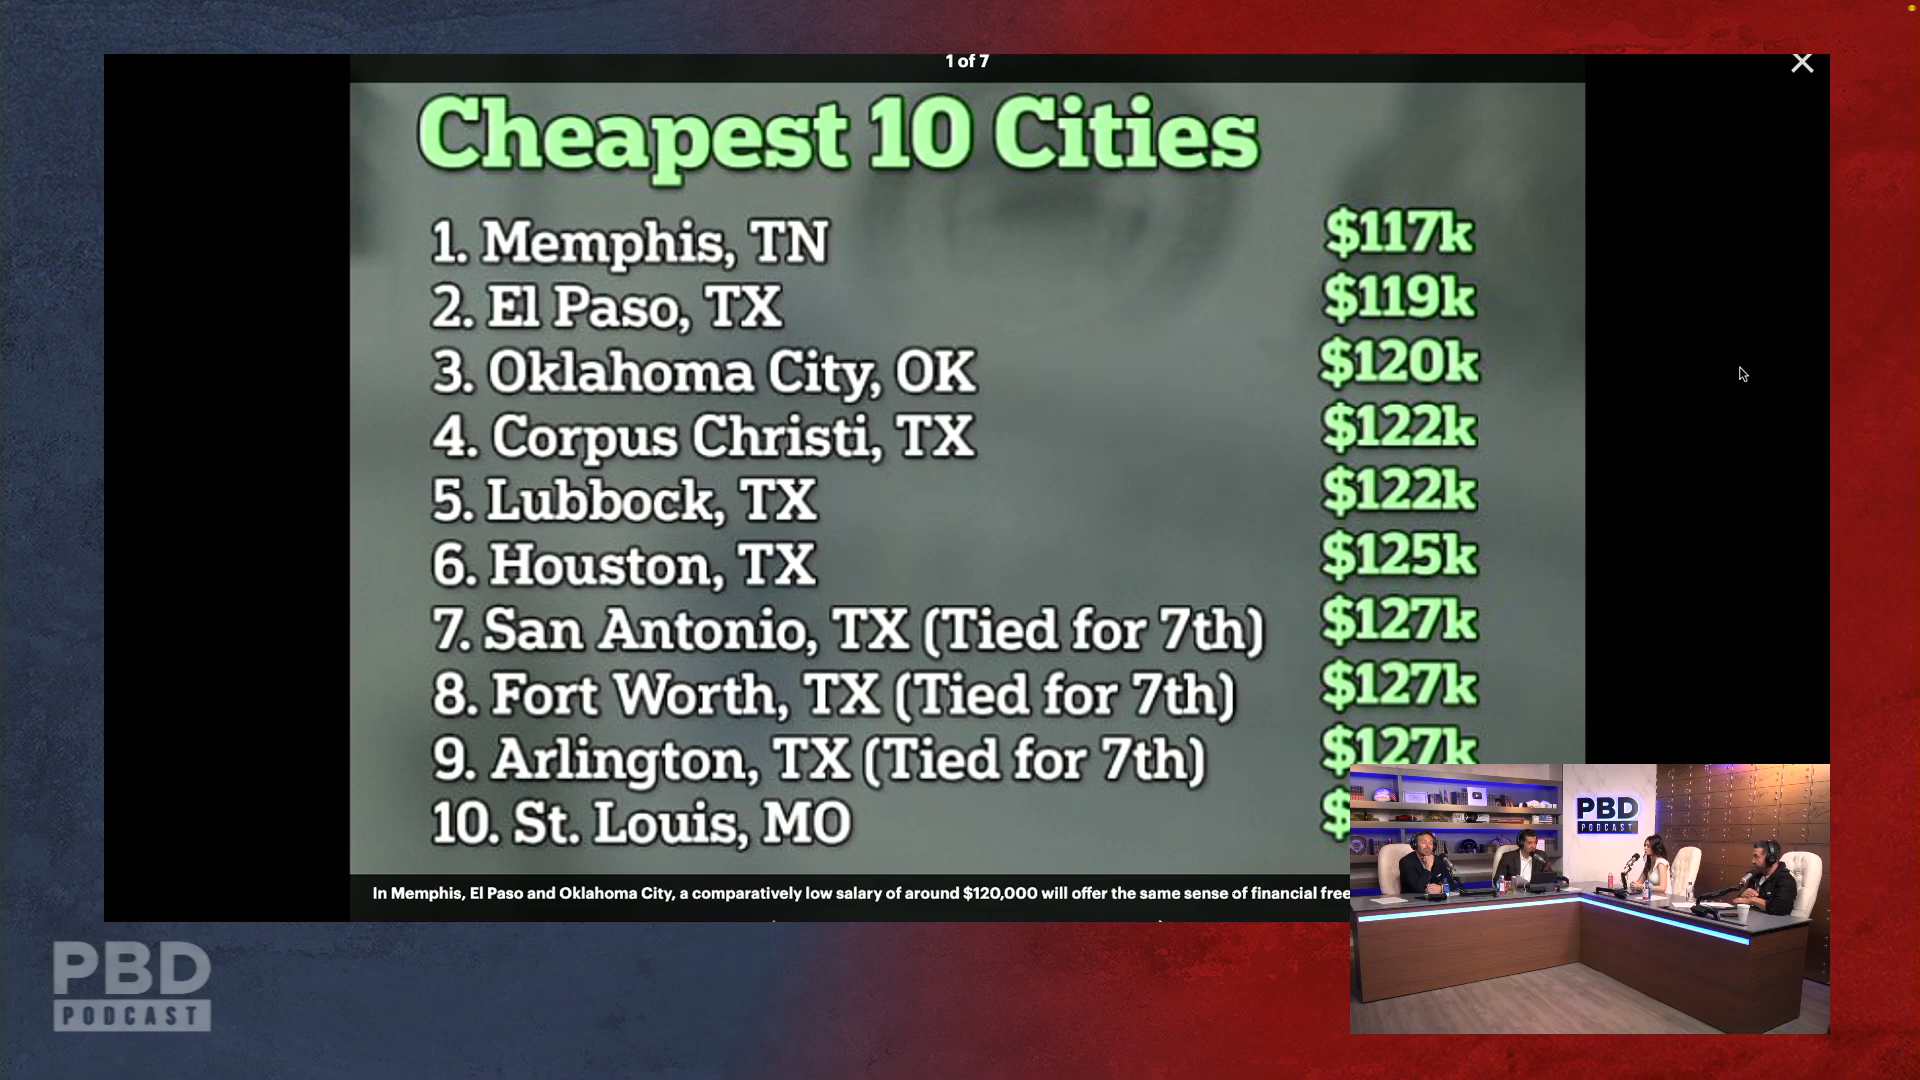 1 of 7
Cheapest 10 Cities
1. Memphis, TN $117k
2. El Paso, TX $119k
3. Oklahoma City, OK $120k
4. Corpus Christi, TX $122k
5. Lubbock, TX $122k
6. Houston, TX $125k
7. San Antonio, TX (Tied for 7th) $127k
8. Fort Worth, TX (Tied for 7th) $127k
9. Arlington, TX (Tied for 7th) $127k
10. St. Louis, MO $
In Memphis, El Paso and Oklahoma City, a comparatively low salary of around $120,000 will offer the same sense of financial free
PBD
PODCAST
PBD
PODCAST